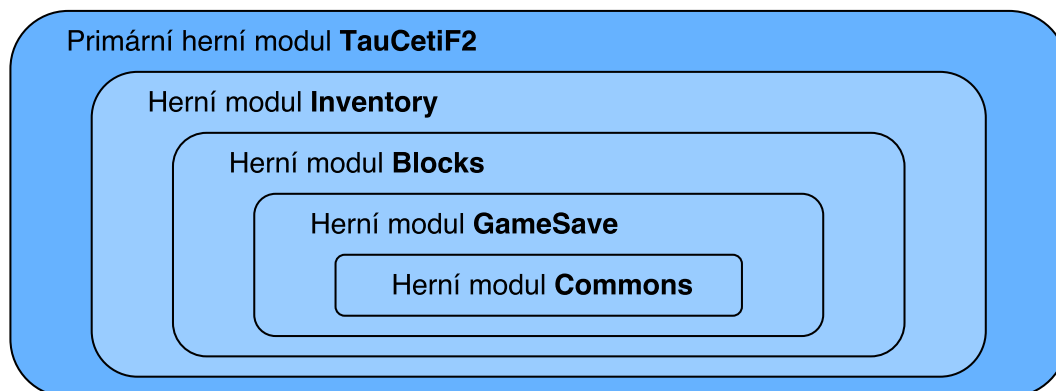 Primární herní modul TauCetiF2
Herní modul Inventory
Herní modul Blocks
Herní modul GameSave
Herní modul Commons